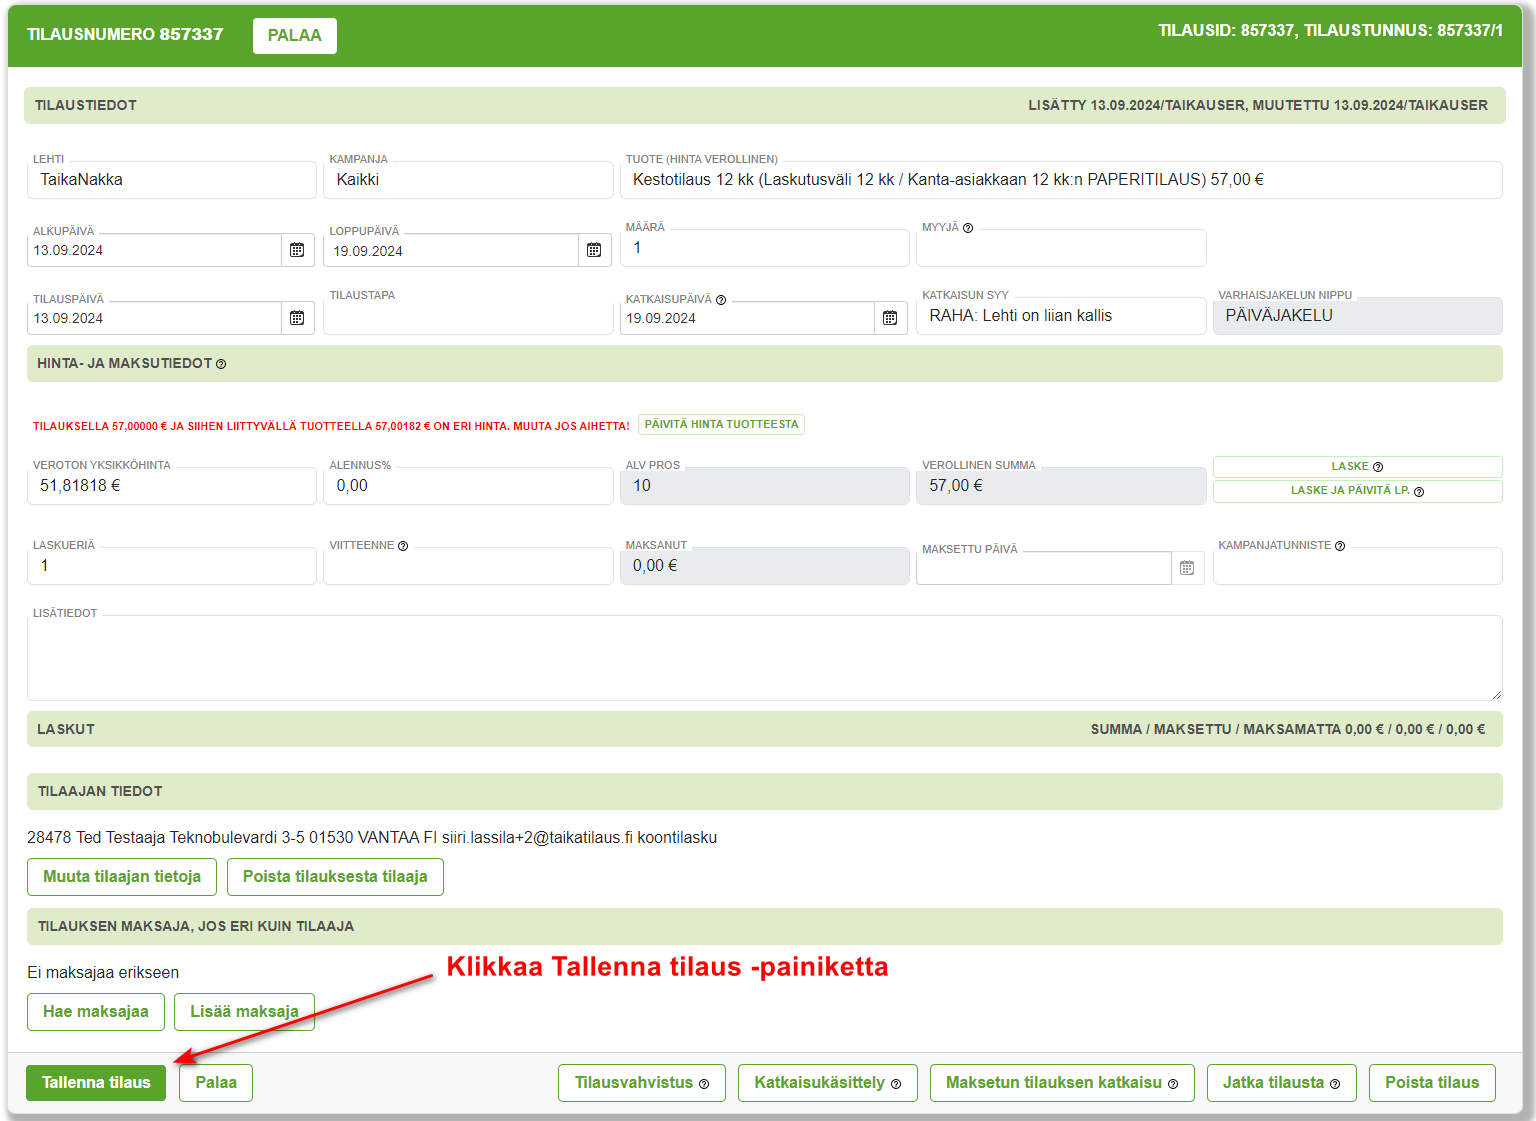 TILAUSNUMERO 857337 PALAA TILAUSID: 857337, TILAUSTUNNUS: 857337/1
TILAUSTIEDOT LISÄTTY 13.09.2024/TAIKAUSER, MUUTETTU 13.09.2024/TAIKAUSER
LEHTI KAMPANJA TUOTE (HINTA VEROLLINEN)
TaikaNakka Kaikki Kestotilaus 12 kk (Laskutusväli 12 kk / Kanta-asiakkaan 12 kk:n PAPERITILAUS) 57,00 €
ALKUPÄIVÄ LOPPUPÄIVÄ MÄÄRÄ MYYJÄ
13.09.2024 19.09.2024 1
TILAUSPÄIVÄ TILAUSTAPA KATKAISUPÄIVÄ KATKAISUN SYY VARHAISJAKELUN NIPPU
13.09.2024 19.09.2024 RAHA: Lehti on liian kallis PÄIVÄJAKELU
HINTA- JA MAKSUTIEDOT
TILAUKSELLA 57,00000 € JA SIIHEN LIITTYVÄLLÄ TUOTTEELLA 57,00182 € ON ERI HINTA. MUUTA JOS AIHETTA! PÄIVITÄ HINTA TUOTTEESTA
VEROTON YKSIKKÖHINTA ALENNUS% ALV PROS VEROLLINEN SUMMA LASKE
51,81818 € 0,00 10 57,00 € LASKE JA PÄIVITÄ LP.
LASKUERIÄ VIITTEENNE MAKSANUT MAKSETTU PÄIVÄ KAMPANJATUNNISTE
1 0,00 €
LISÄTIEDOT
LASKUT SUMMA / MAKSETTU / MAKSAMATTA 0,00 € / 0,00 € / 0,00 €
TILAAJAN TIEDOT
28478 Ted Testaaja Teknobulevardi 3-5 01530 VANTAA FI siiri.lassila+2@taikatilaus.fi koontilasku
Muuta tilaajan tietoja Poista tilauksesta tilaaja
TILAUKSEN MAKSAJA, JOS ERI KUIN TILAAJA
Ei maksajaa erikseen
Klikkaa Tallenna tilaus -painiketta
Hae maksajaa Lisää maksaja
Tallenna tilaus Palaa Tilausvahvistus Katkaisukäsittely Maksetun tilauksen katkaisu Jatka tilausta Poista tilaus